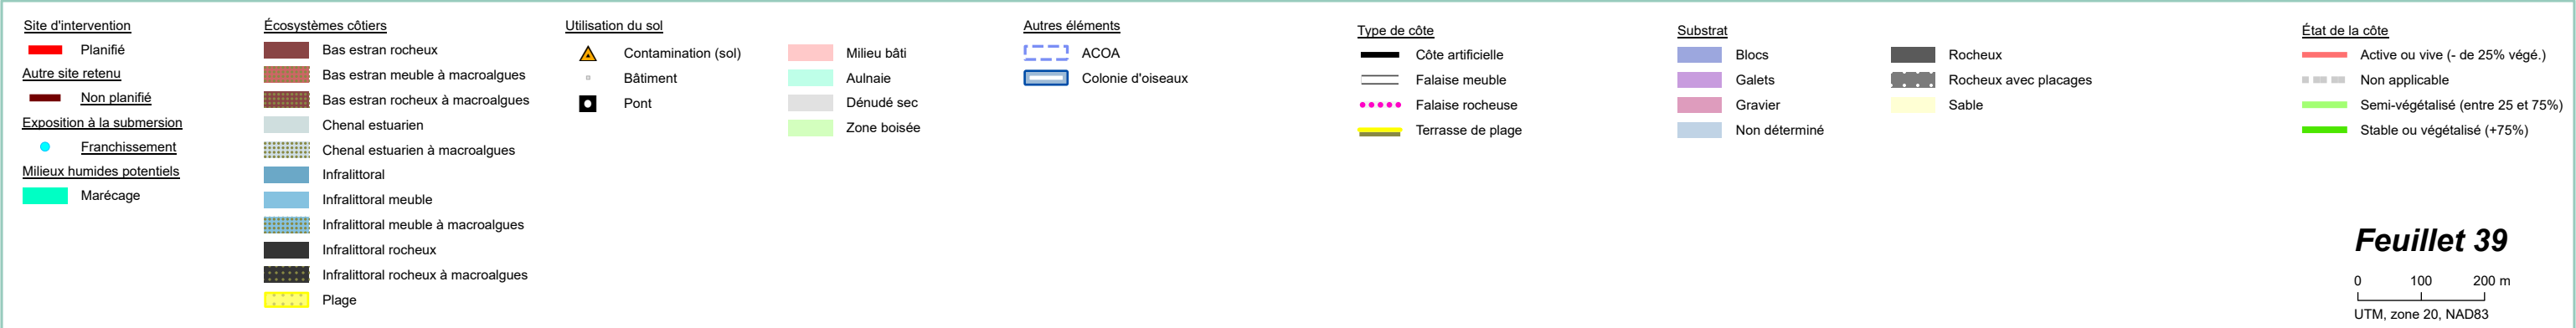 Site d'intervention
Planifié
Autre site retenu
Non planifié
Exposition à la submersion
Franchissement
Milieux humides potentiels
Marécage
Écosystèmes côtiers
Bas estran rocheux
Bas estran meuble à macroalgues
Bas estran rocheux à macroalgues
Chenal estuarien
Chenal estuarien à macroalgues
Infralittoral
Infralittoral meuble
Infralittoral meuble à macroalgues
Infralittoral rocheux
Infralittoral rocheux à macroalgues
Plage
Utilisation du sol
Contamination (sol)
Bâtiment
Pont
Milieu bâti
Aulnaie
Dénudé sec
Zone boisée
Autres éléments
ACOA
Colonie d'oiseaux
Type de côte
Côte artificielle
Falaise meuble
Falaise rocheuse
Terrasse de plage
Substrat
Blocs
Galets
Gravier
Non déterminé
Rocheux
Rocheux avec placages
Sable
État de la côte
Active ou vive (- de 25% végé.)
Non applicable
Semi-végétalisé (entre 25 et 75%)
Stable ou végétalisé (+75%)
Feuillet 39
0 100 200 m
UTM, zone 20, NAD83